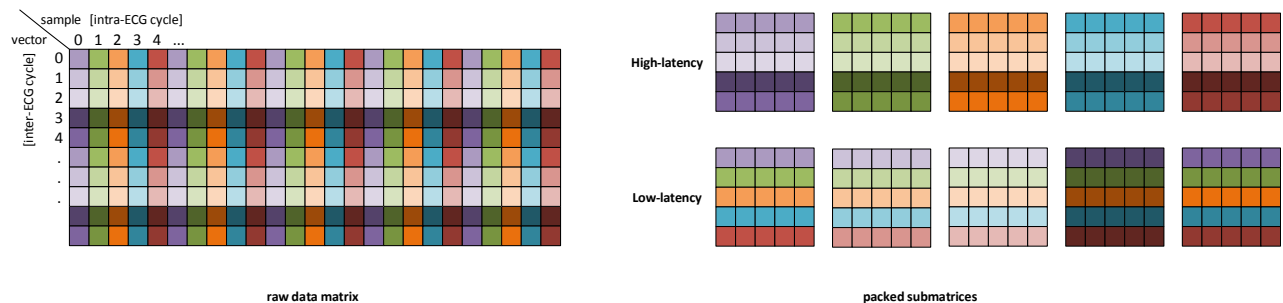 sample [intra-ECG cycle]
vector 0 1 2 3 4 ...
[inter-ECG cycle]
0
1
2
3
4
.
.
.
raw data matrix
High-latency
Low-latency
packed submatrices